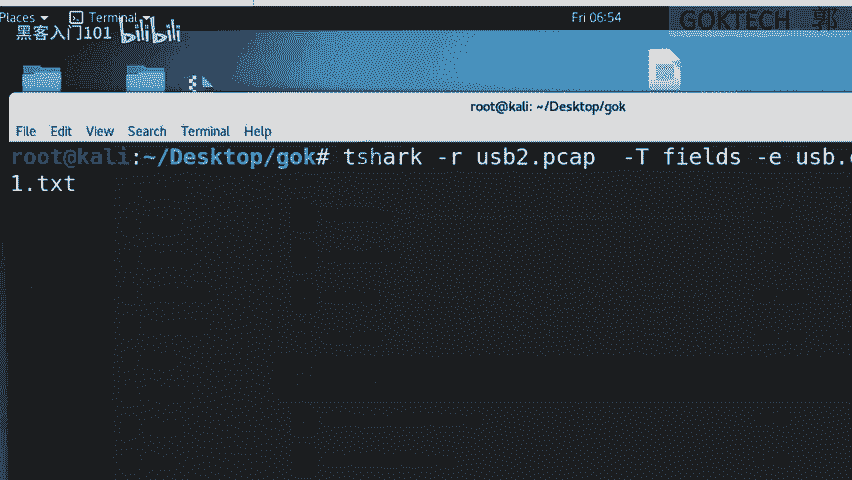 Places Terminal Fri 06:54 GOKTECH 郭
黑客入门101 bilibili
root@kali: ~/Desktop/gok
File Edit View Search Terminal Help
root@kali:~/Desktop/gok# tshark -r usb2.pcap -T fields -e usb.
1.txt